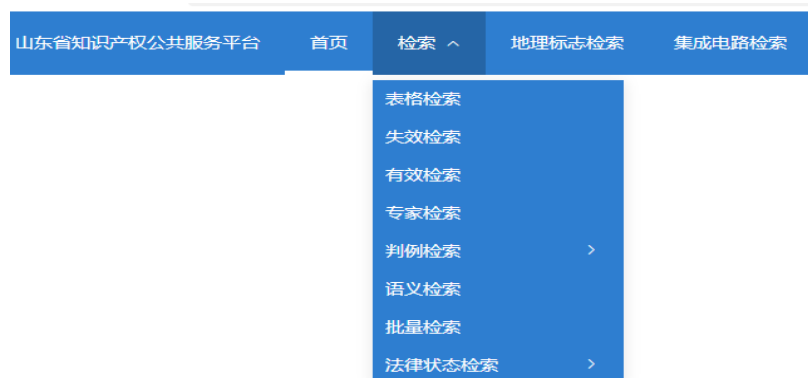 山东省知识产权公共服务平台 首页 检索 地理标志检索 集成电路检索
表格检索
失效检索
有效检索
专家检索
判例检索
语义检索
批量检索
法律状态检索